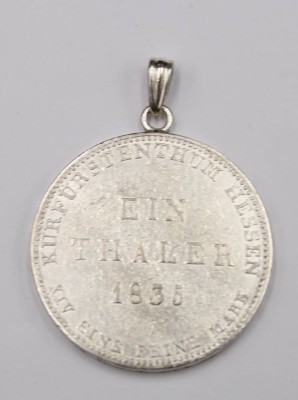 KURFÜRSTENTHUM HESSEN
EIN
THALER
1835
XIV EINE FEINE MARK